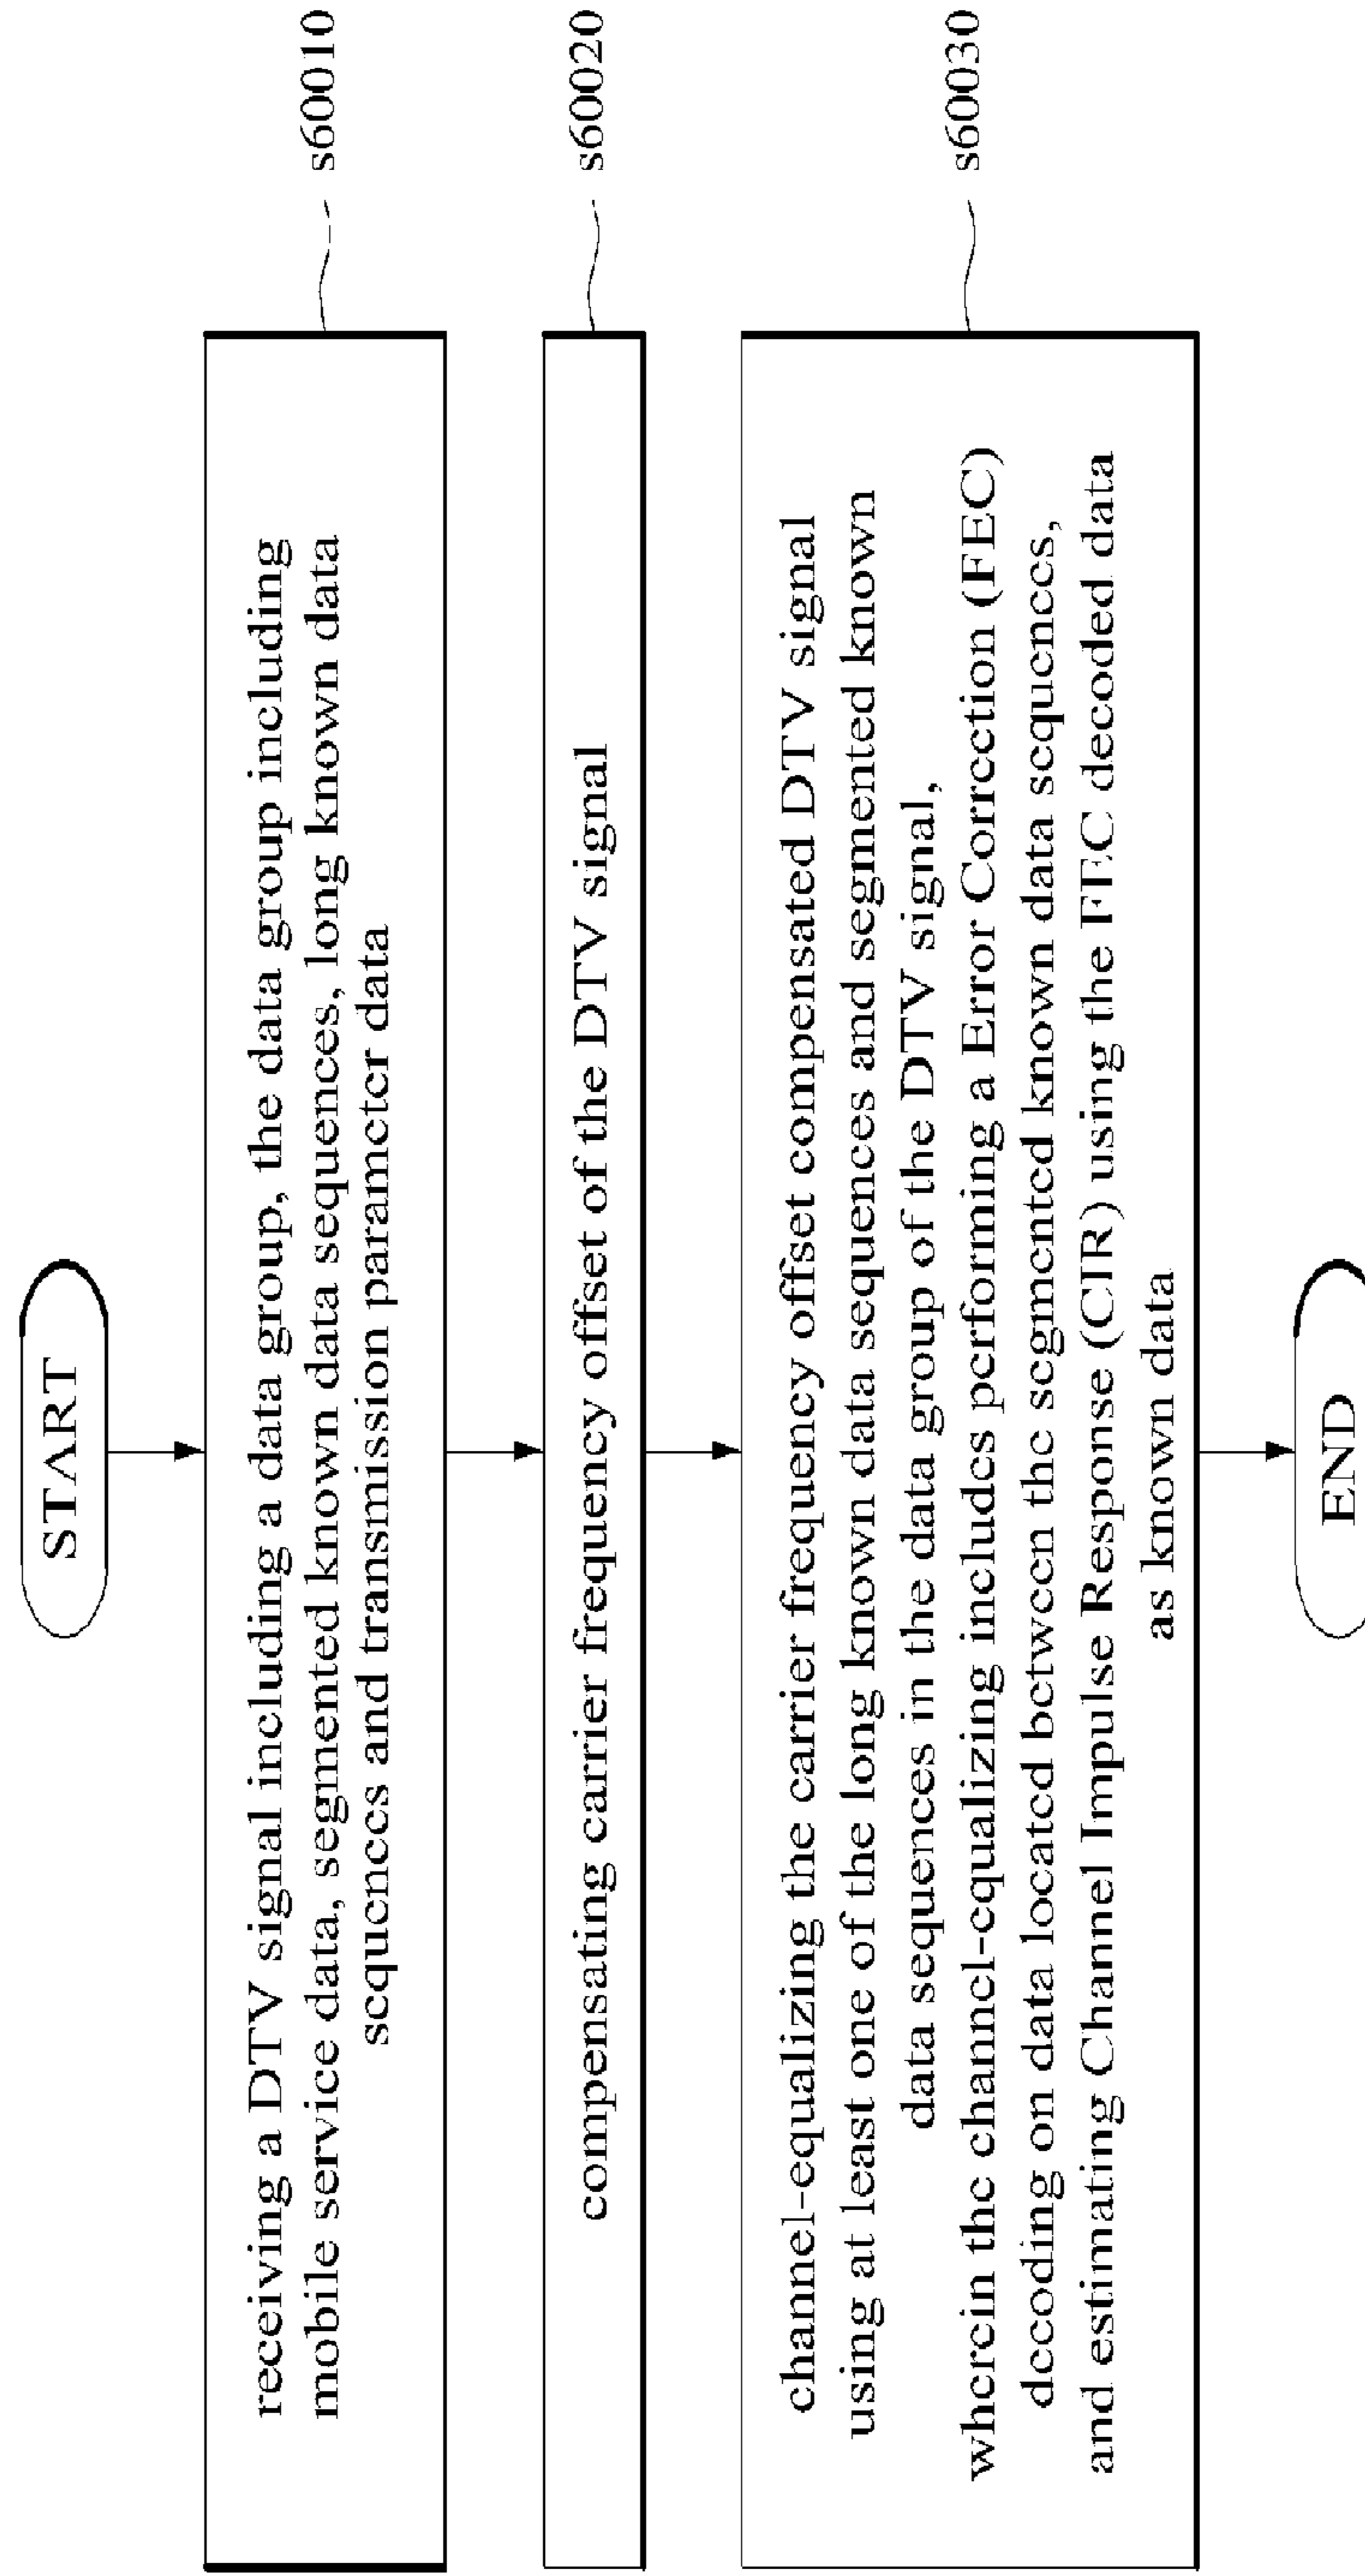 START
receiving a DTV signal including a data group, the data group including
mobile service data, segmented known data sequences, long known data
sequences and transmission parameter data
s60010
compensating carrier frequency offset of the DTV signal
s60020
channel-equalizing the carrier frequency offset compensated DTV signal
using at least one of the long known data sequences and segmented known
data sequences in the data group of the DTV signal,
wherein the channel-equalizing includes performing a Error Correction (FEC)
decoding on data located between the segmented known data sequences,
and estimating Channel Impulse Response (CIR) using the FEC decoded data
as known data
s60030
END